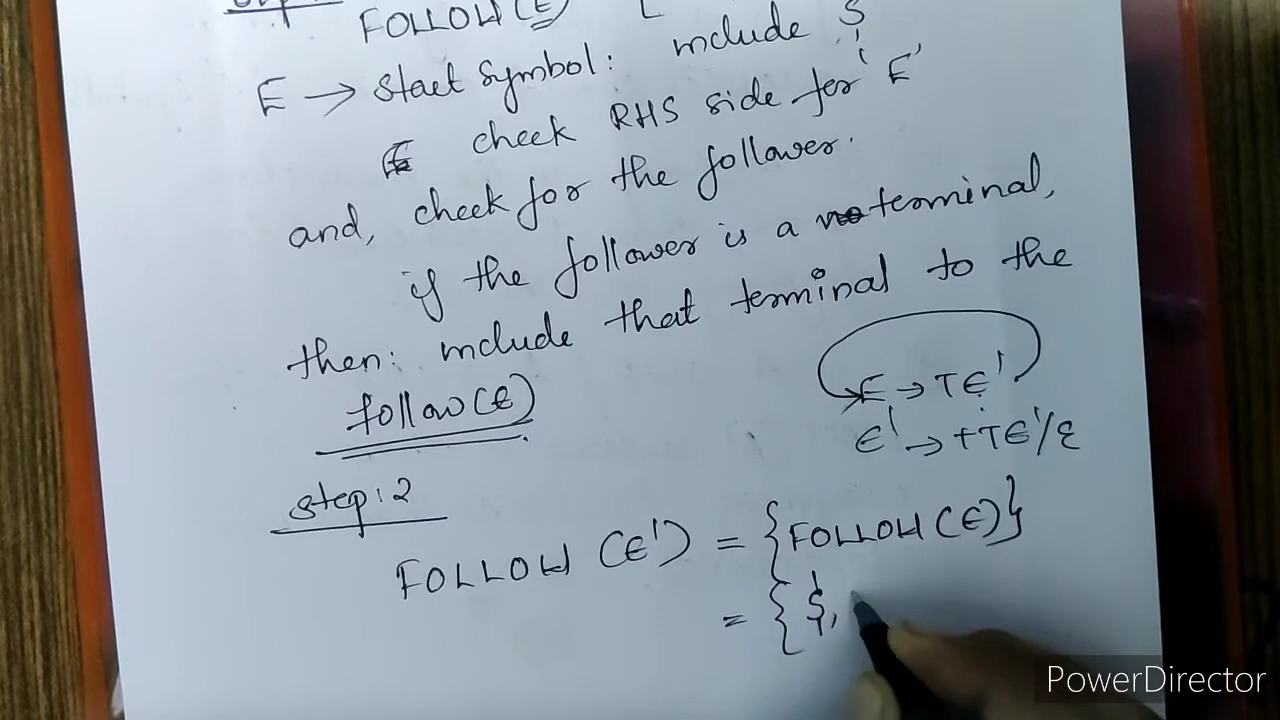 FOLLOW(E)
E → Start Symbol: include $
check RHS side for 'E'
and, check for the follower.
if the follower is a terminal,
then: include that terminal to the
follow(E)
E → TE'
E' → +TE'/ε
Step: 2
FOLLOW (E') = {FOLLOW(E)}
= { $,
PowerDirector